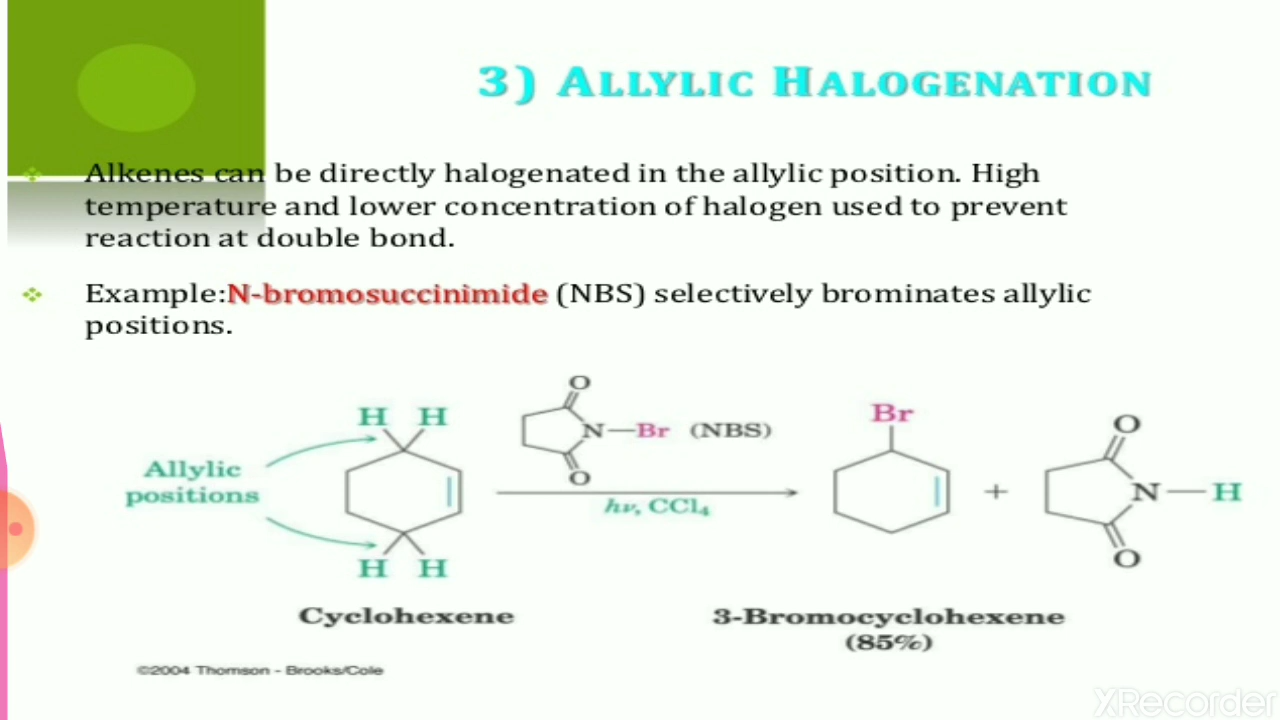 3) ALLYLIC HALOGENATION
Alkenes can be directly halogenated in the allylic position. High
temperature and lower concentration of halogen used to prevent
reaction at double bond.
Example:N-bromosuccinimide (NBS) selectively brominates allylic
positions.
O
H H
N—Br (NBS)
Br
O
Allylic
positions
O
hν, CCl₄
+
N—H
H H
O
Cyclohexene
3-Bromocyclohexene
(85%)
©2004 Thomson - Brooks/Cole
XRecorder